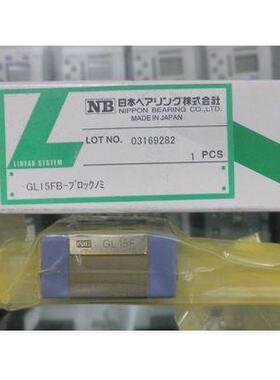 NB 日本ベアリング株式会社
NIPPON BEARING CO.,LTD.
MADE IN JAPAN
LOT NO. 03169282
1 PCS
LINEAR SYSTEM
GL15FB-ブロックノミ
NB GL15F